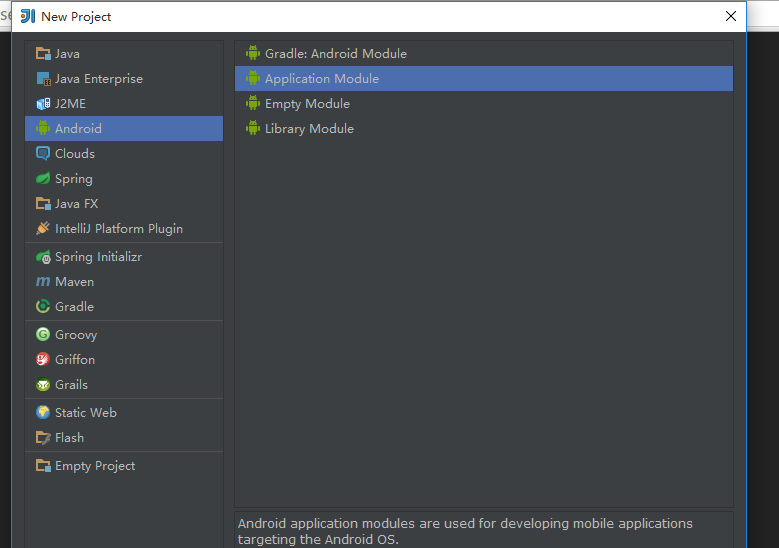 se
New Project
Java
Java Enterprise
J2ME
Android
Clouds
Spring
Java FX
IntelliJ Platform Plugin
Spring Initializr
Maven
Gradle
Groovy
Griffon
Grails
Static Web
Flash
Empty Project
Gradle: Android Module
Application Module
Empty Module
Library Module
Android application modules are used for developing mobile applications
targeting the Android OS.